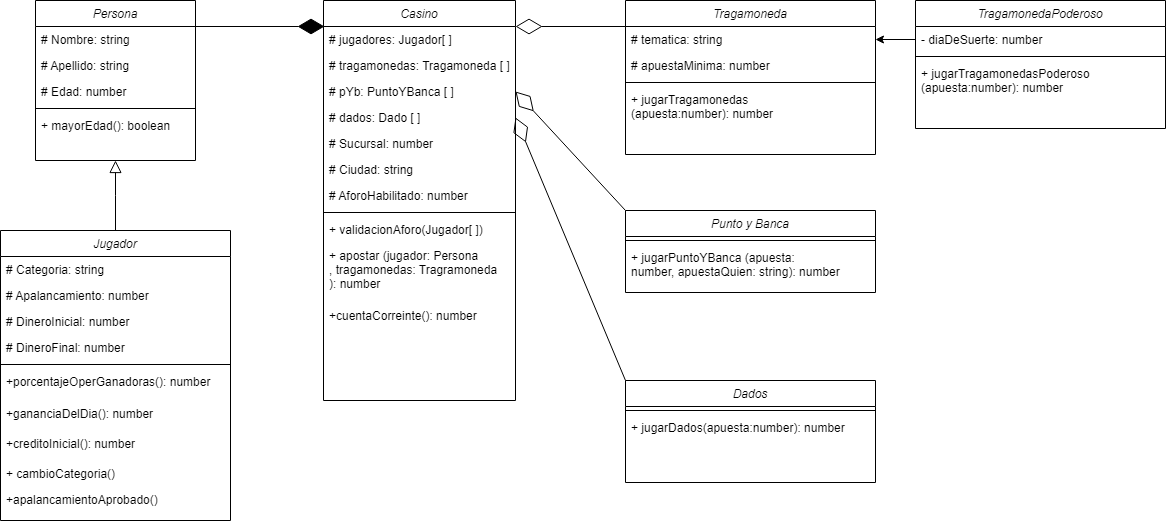 Persona
# Nombre: string
# Apellido: string
# Edad: number
+ mayorEdad(): boolean
Jugador
# Categoria: string
# Apalancamiento: number
# DineroInicial: number
# DineroFinal: number
+porcentajeOperGanadoras(): number
+gananciaDelDia(): number
+creditoInicial(): number
+ cambioCategoria()
+apalancamientoAprobado()
Casino
# jugadores: Jugador[ ]
# tragamonedas: Tragamoneda [ ]
# pYb: PuntoYBanca [ ]
# dados: Dado [ ]
# Sucursal: number
# Ciudad: string
# AforoHabilitado: number
+ validacionAforo(Jugador[ ])
+ apostar (jugador: Persona
, tragamonedas: Tragramoneda
): number
+cuentaCorreinte(): number
Tragamoneda
# tematica: string
# apuestaMinima: number
+ jugarTragamonedas
(apuesta:number): number
TragamonedaPoderoso
- diaDeSuerte: number
+ jugarTragamonedasPoderoso
(apuesta:number): number
Punto y Banca
+ jugarPuntoYBanca (apuesta:
number, apuestaQuien: string): number
Dados
+ jugarDados(apuesta:number): number